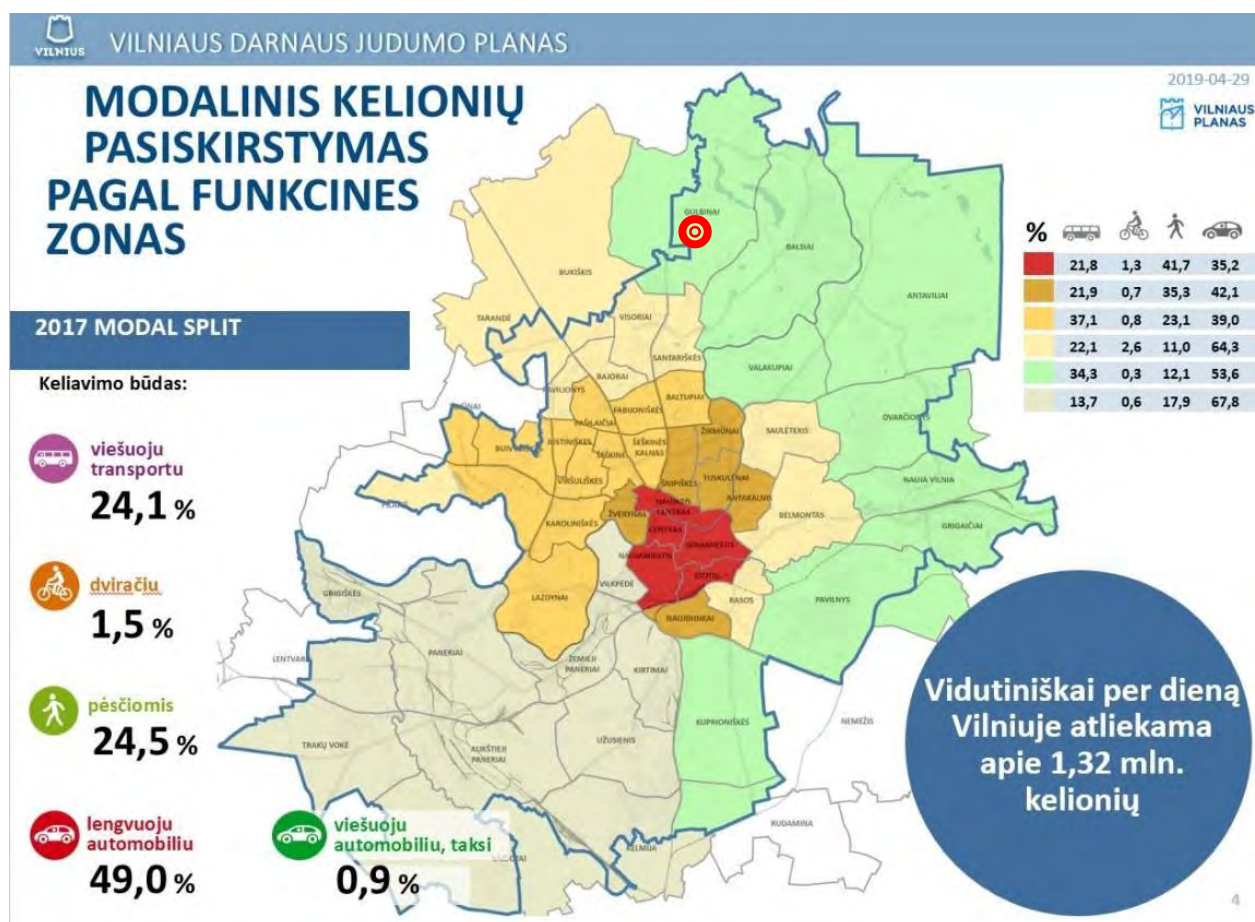 VILNIUS
VILNIAUS DARNAUS JUDUMO PLANAS
2019-04-29
VILNIAUS
PLANAS
MODALINIS KELIONIŲ
PASISKIRSTYMAS
PAGAL FUNKCINES
ZONAS
2017 MODAL SPLIT
Keliavimo būdas:
viešuoju
transportu
24,1 %
dviračiu
1,5 %
pėsčiomis
24,5 %
lengvuoju
automobiliu
49,0 %
viešuoju
automobiliu, taksi
0,9 %
%
21,8 1,3 41,7 35,2
21,9 0,7 35,3 42,1
37,1 0,8 23,1 39,0
22,1 2,6 11,0 64,3
34,3 0,3 12,1 53,6
13,7 0,6 17,9 67,8
GULBINAI
BALSIAI
BUKIŠKIS
ANTAVILIAI
TARANDĖ
VISORIAI
SANTARIŠKĖS
VALAKUPIAI
BAJORAI
BALTUPIAI
FABIJONIŠKĖS
PAŠILAIČIAI
ŽIRMŪNAI
SAULĖTEKIS
JUSTINIŠKĖS
ŠEŠKINĖ
ŠEŠKINĖS
KALNAS
VIRŠULIŠKĖS
ŠNIPIŠKĖS
TUSKULĖNAI
ANTAKALNIS
NAUJA VILNIA
BELMONTAS
GRIGAIČIAI
KAROLINIŠKĖS
ŽVĖRYNAS
NAUJAMIESTIS
SENAMIESTIS
VILKPĖDĖ
LAZDYNAI
RASOS
PAVILNYS
NAUJININKAI
GRIGIŠKĖS
PANERIAI
ŽEMIEJI
PANERIAI
KIRTIMAI
KUPRIONIŠKĖS
NEMĖŽIS
TRAKŲ VOKĖ
AUKŠTIEJI
PANERIAI
UŽUSIENIS
RUDAMINA
Vidutiniškai per dieną
Vilniuje atliekama
apie 1,32 mln.
kelionių
4